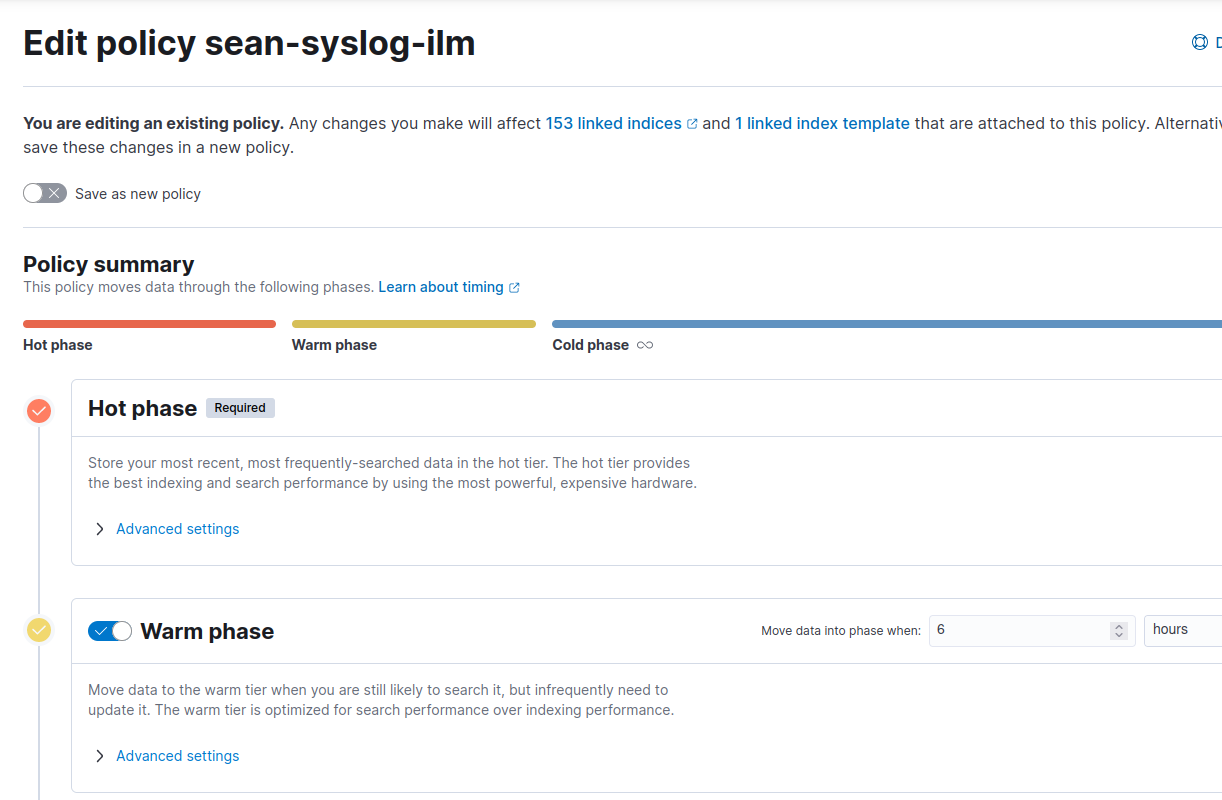 Edit policy sean-syslog-ilm
You are editing an existing policy. Any changes you make will affect 153 linked indices and 1 linked index template that are attached to this policy.
save these changes in a new policy.
Save as new policy
Policy summary
This policy moves data through the following phases. Learn about timing
Hot phase
Warm phase
Cold phase
Hot phase Required
Store your most recent, most frequently-searched data in the hot tier. The hot tier provides
the best indexing and search performance by using the most powerful, expensive hardware.
Advanced settings
Warm phase
Move data into phase when: 6 hours
Move data to the warm tier when you are still likely to search it, but infrequently need to
update it. The warm tier is optimized for search performance over indexing performance.
Advanced settings